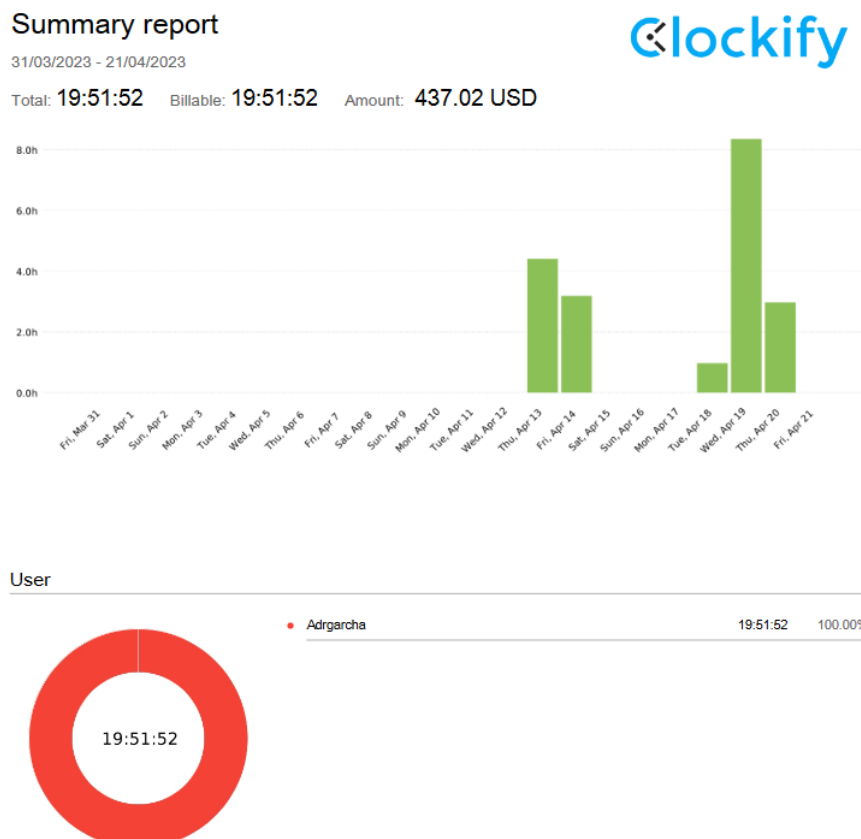 Summary report
Clockify
31/03/2023 - 21/04/2023
Total: 19:51:52 Billable: 19:51:52 Amount: 437.02 USD
8.0h
6.0h
4.0h
2.0h
0.0h
Fri, Mar 31
Sat, Apr 1
Sun, Apr 2
Mon, Apr 3
Tue, Apr 4
Wed, Apr 5
Thu, Apr 6
Fri, Apr 7
Sat, Apr 8
Sun, Apr 9
Mon, Apr 10
Tue, Apr 11
Wed, Apr 12
Thu, Apr 13
Fri, Apr 14
Sat, Apr 15
Sun, Apr 16
Mon, Apr 17
Tue, Apr 18
Wed, Apr 19
Thu, Apr 20
Fri, Apr 21
User
Adrgarcha 19:51:52 100.00%
19:51:52